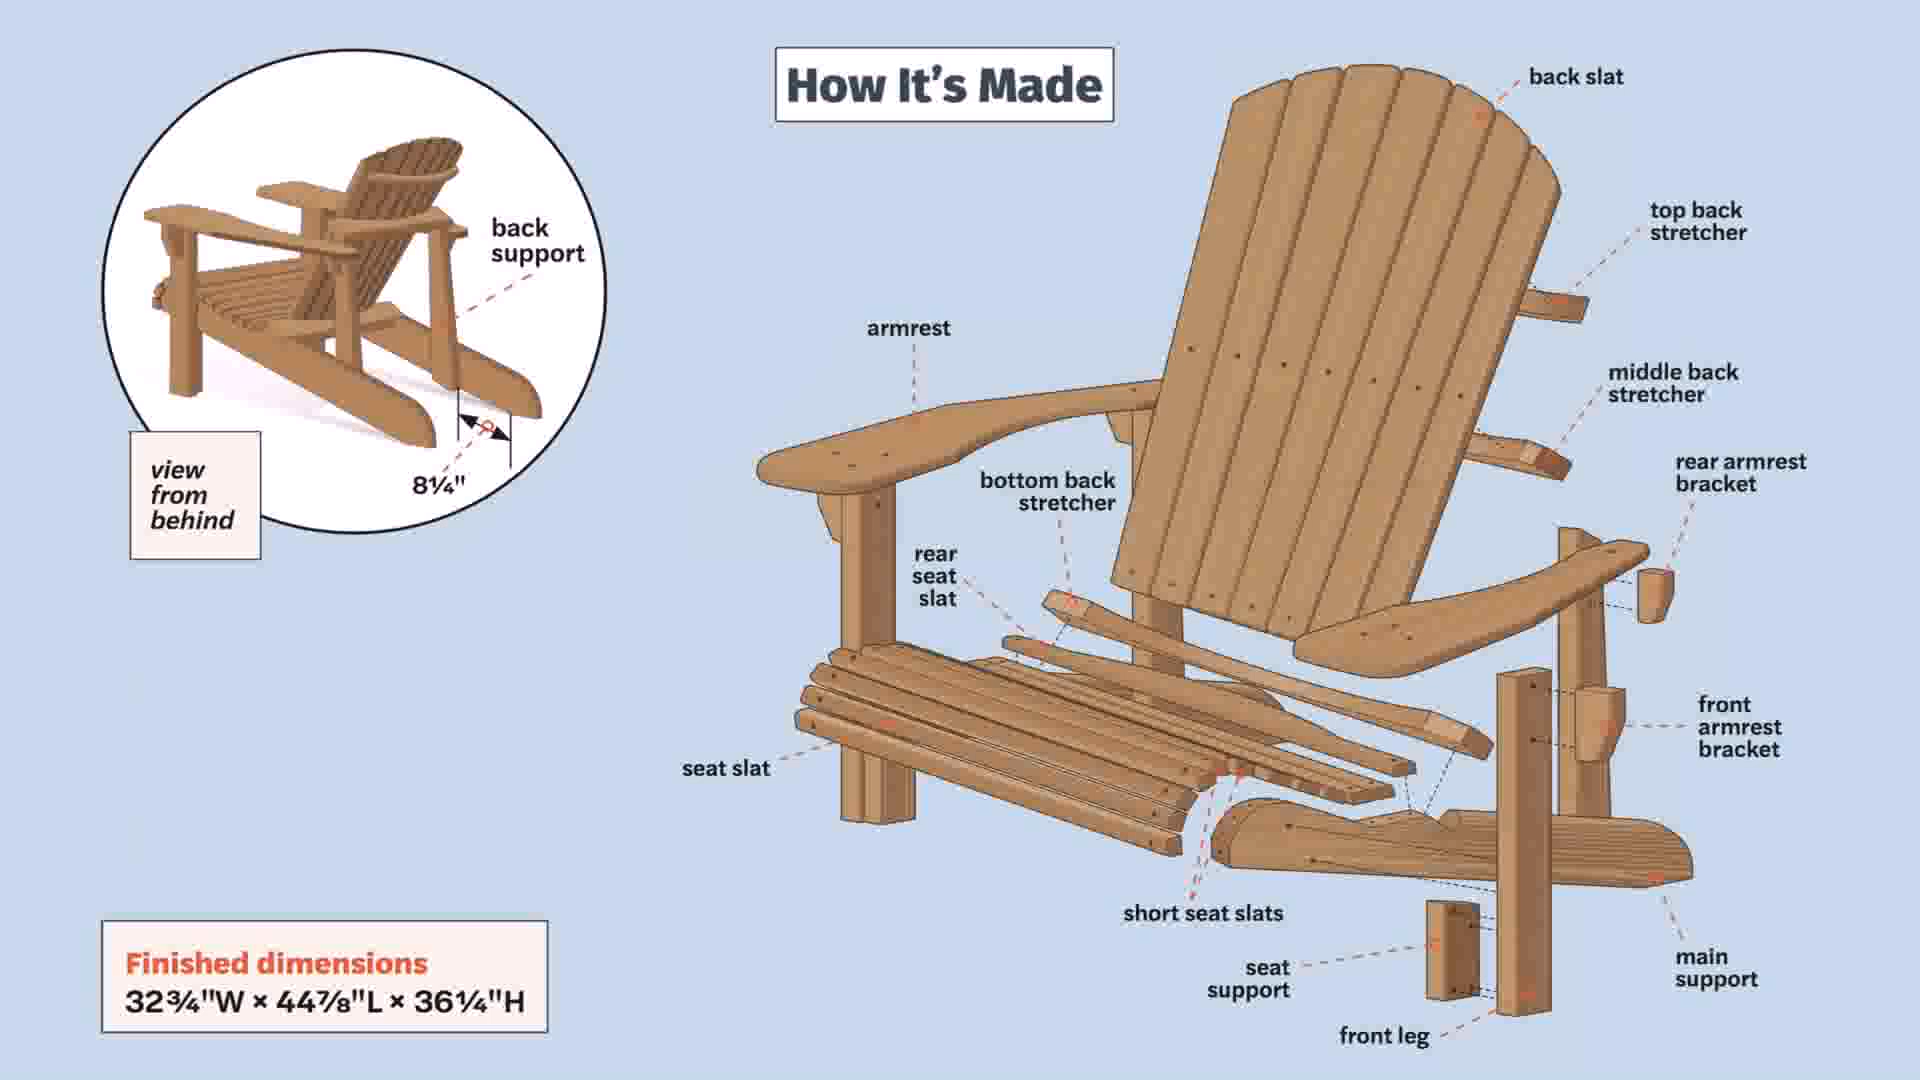 How It's Made
back slat
top back
stretcher
back
support
armrest
middle back
stretcher
rear armrest
bracket
bottom back
stretcher
view
from
behind
8¼"
rear
seat
slat
front
armrest
bracket
seat slat
short seat slats
seat
support
main
support
front leg
Finished dimensions
32¾"W × 44⅞"L × 36¼"H